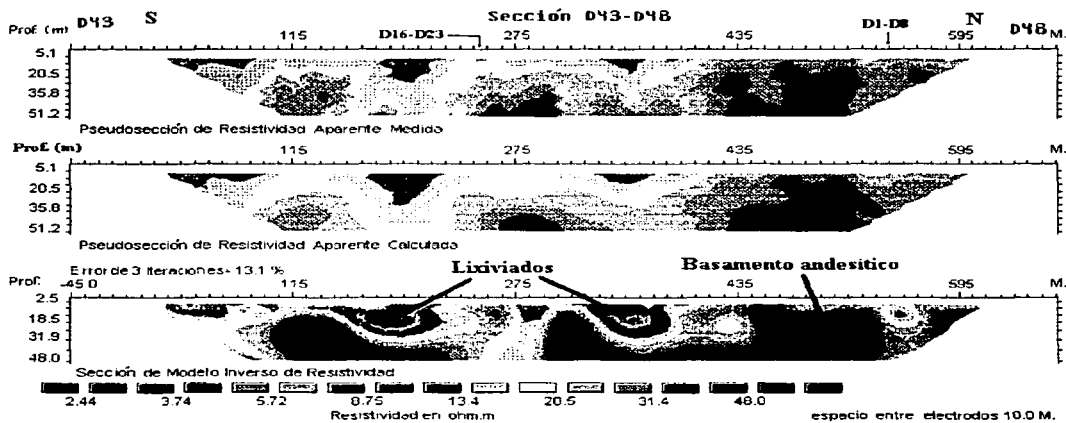 D43 S Sección D43-D48 N D48
Prof. (m) 115 D16-D23 275 435 D1-D8 595 M.
5.1
20.5
35.8
51.2
Pseudosección de Resistividad Aparente Medida
Prof. (m) 115 275 435 595 M.
5.1
20.5
35.8
51.2
Pseudosección de Resistividad Aparente Calculada
Error de 3 Iteraciones- 13.1 % Lixiviados Basamento andesítico
Prof. -45.0 115 275 435 595 M.
2.5
18.5
31.9
48.0
Sección de Modelo Inverso de Resistividad
2.44 3.74 5.72 8.75 13.4 20.5 31.4 48.0
Resistividad en ohm.m espacio entre electrodos 10.0 M.